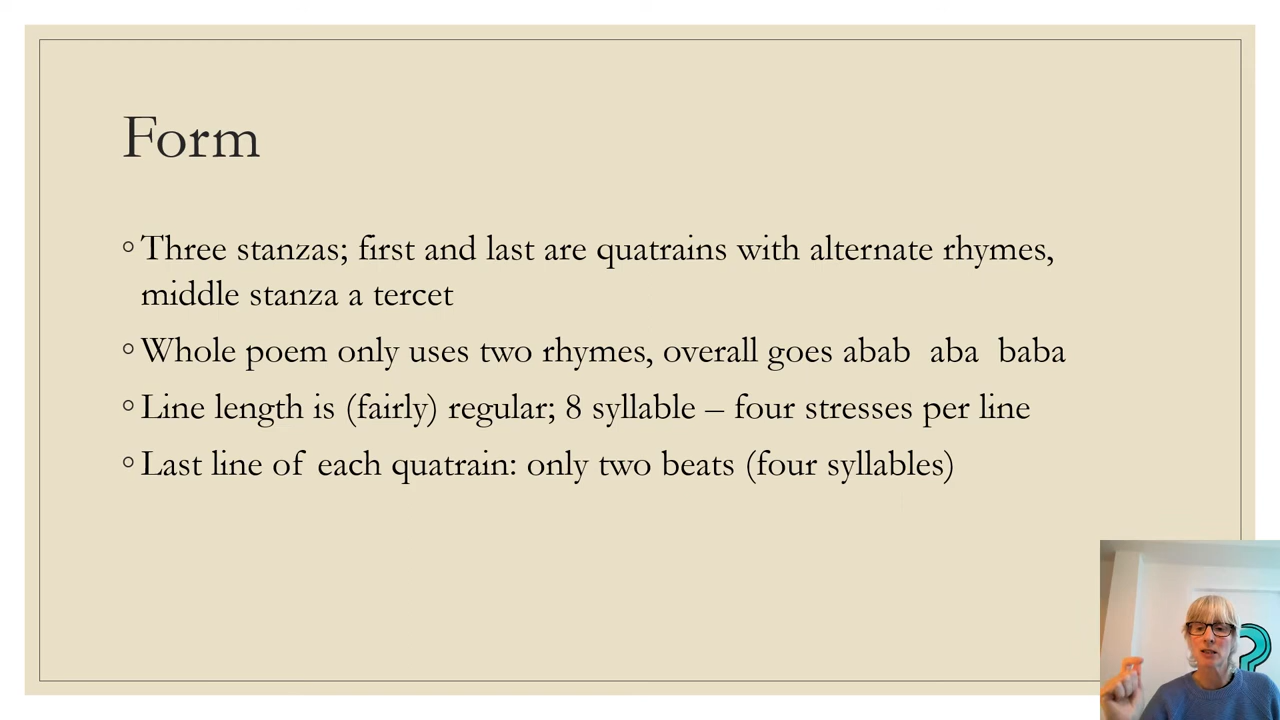 Form
◦ Three stanzas; first and last are quatrains with alternate rhymes,
middle stanza a tercet
◦ Whole poem only uses two rhymes, overall goes abab  aba  baba
◦ Line length is (fairly) regular; 8 syllable – four stresses per line
◦ Last line of each quatrain: only two beats (four syllables)
?